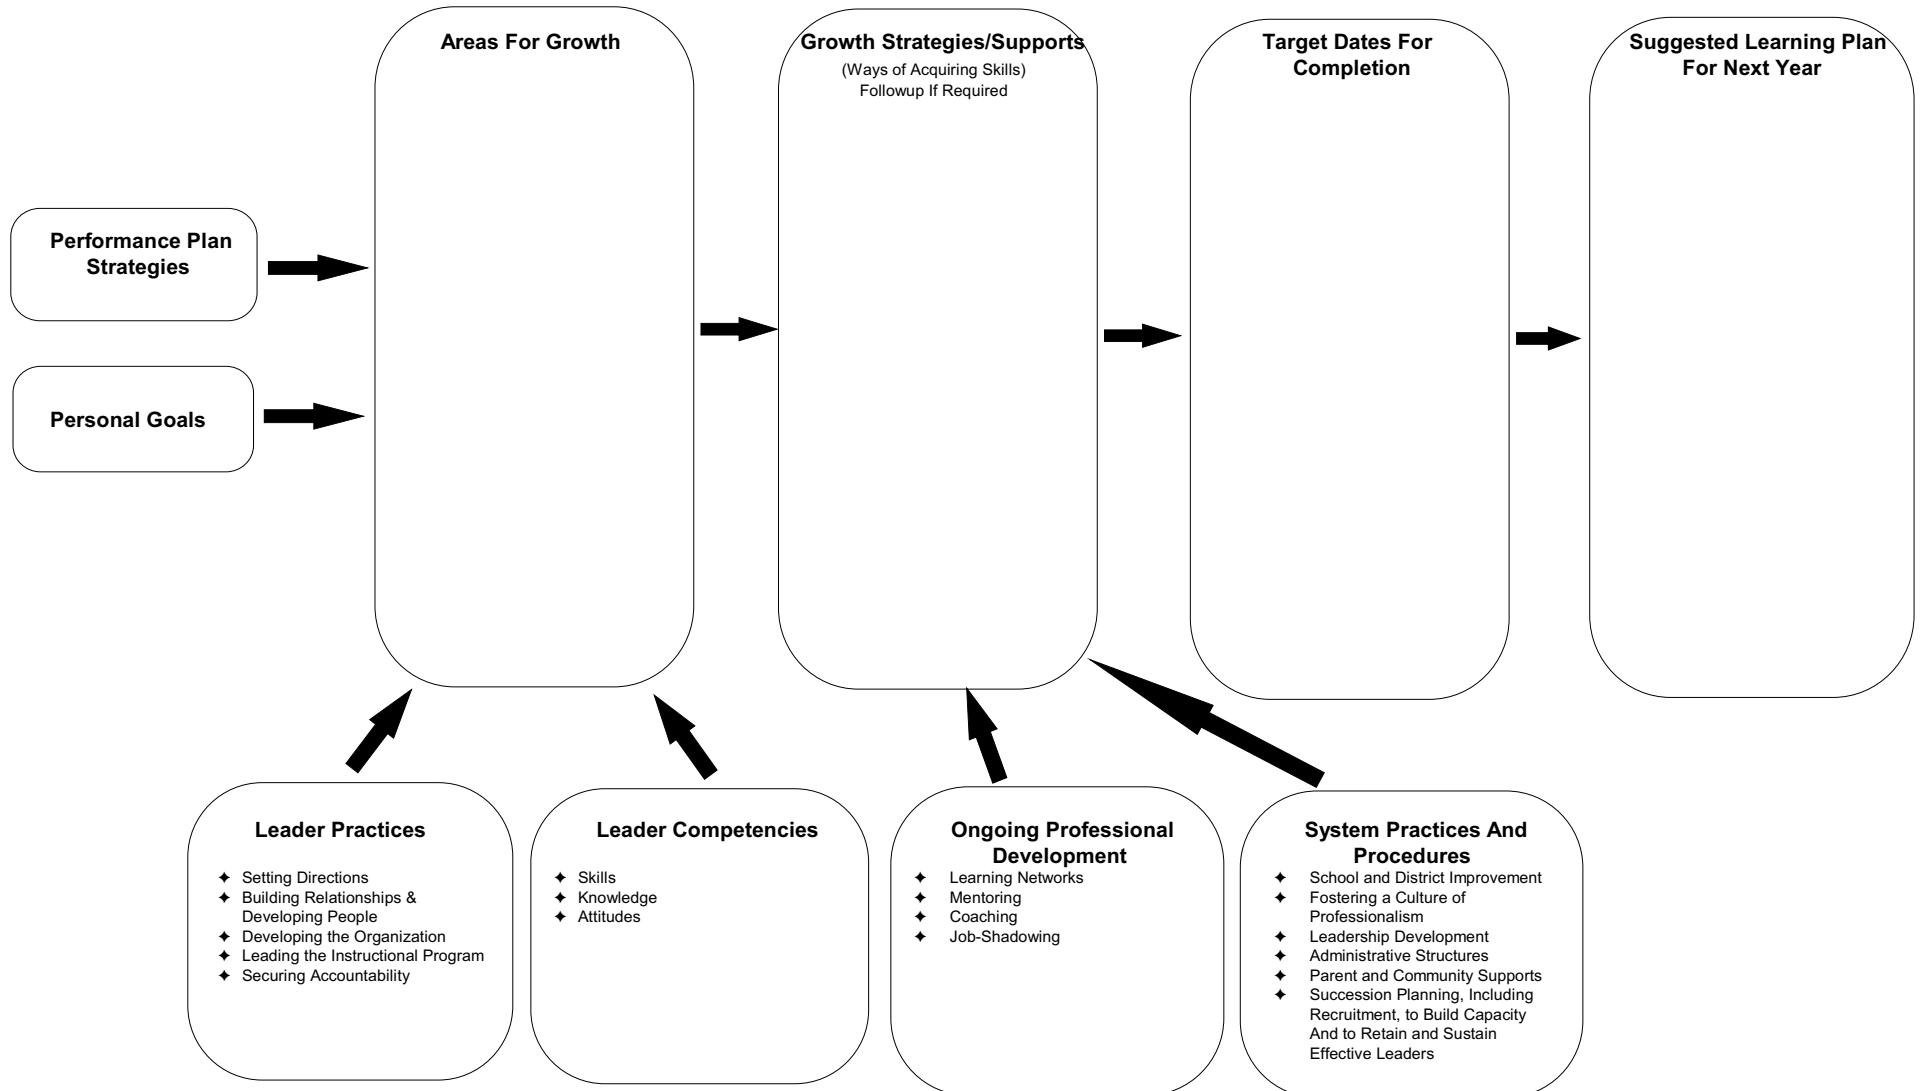 Areas For Growth
Growth Strategies/Supports
(Ways of Acquiring Skills)
Followup If Required
Target Dates For
Completion
Suggested Learning Plan
For Next Year
Performance Plan
Strategies
Personal Goals
Leader Practices
✦ Setting Directions
✦ Building Relationships &
Developing People
✦ Developing the Organization
✦ Leading the Instructional Program
✦ Securing Accountability
Leader Competencies
✦ Skills
✦ Knowledge
✦ Attitudes
Ongoing Professional
Development
✦ Learning Networks
✦ Mentoring
✦ Coaching
✦ Job-Shadowing
System Practices And
Procedures
✦ School and District Improvement
✦ Fostering a Culture of
Professionalism
✦ Leadership Development
✦ Administrative Structures
✦ Parent and Community Supports
✦ Succession Planning, Including
Recruitment, to Build Capacity
And to Retain and Sustain
Effective Leaders